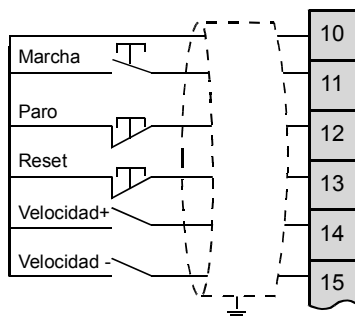 10
Marcha
11
Paro
12
Reset
13
Velocidad+
14
Velocidad -
15